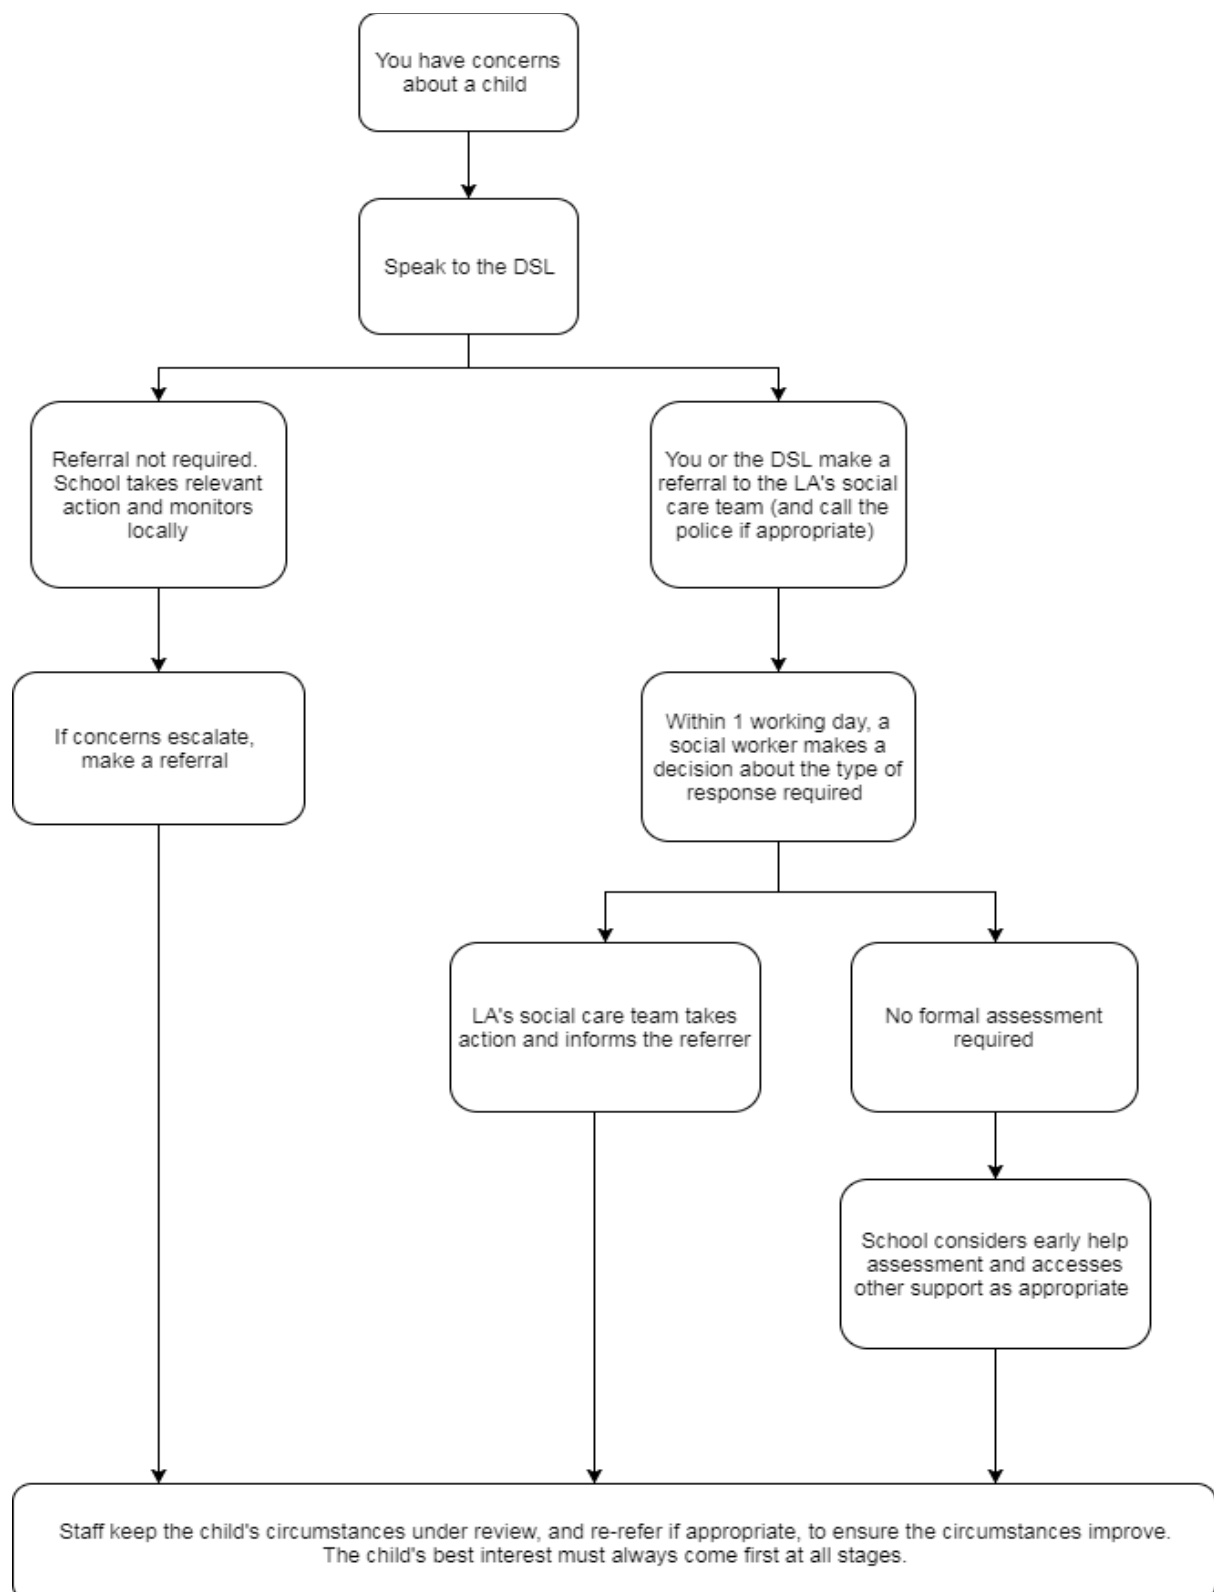 You have concerns
about a child
Speak to the DSL
Referral not required.
School takes relevant
action and monitors
locally
You or the DSL make a
referral to the LA's social
care team (and call the
police if appropriate)
If concerns escalate,
make a referral
Within 1 working day, a
social worker makes a
decision about the type of
response required
LA's social care team takes
action and informs the referrer
No formal assessment
required
School considers early help
assessment and accesses
other support as appropriate
Staff keep the child's circumstances under review, and re-refer if appropriate, to ensure the circumstances improve.
The child's best interest must always come first at all stages.